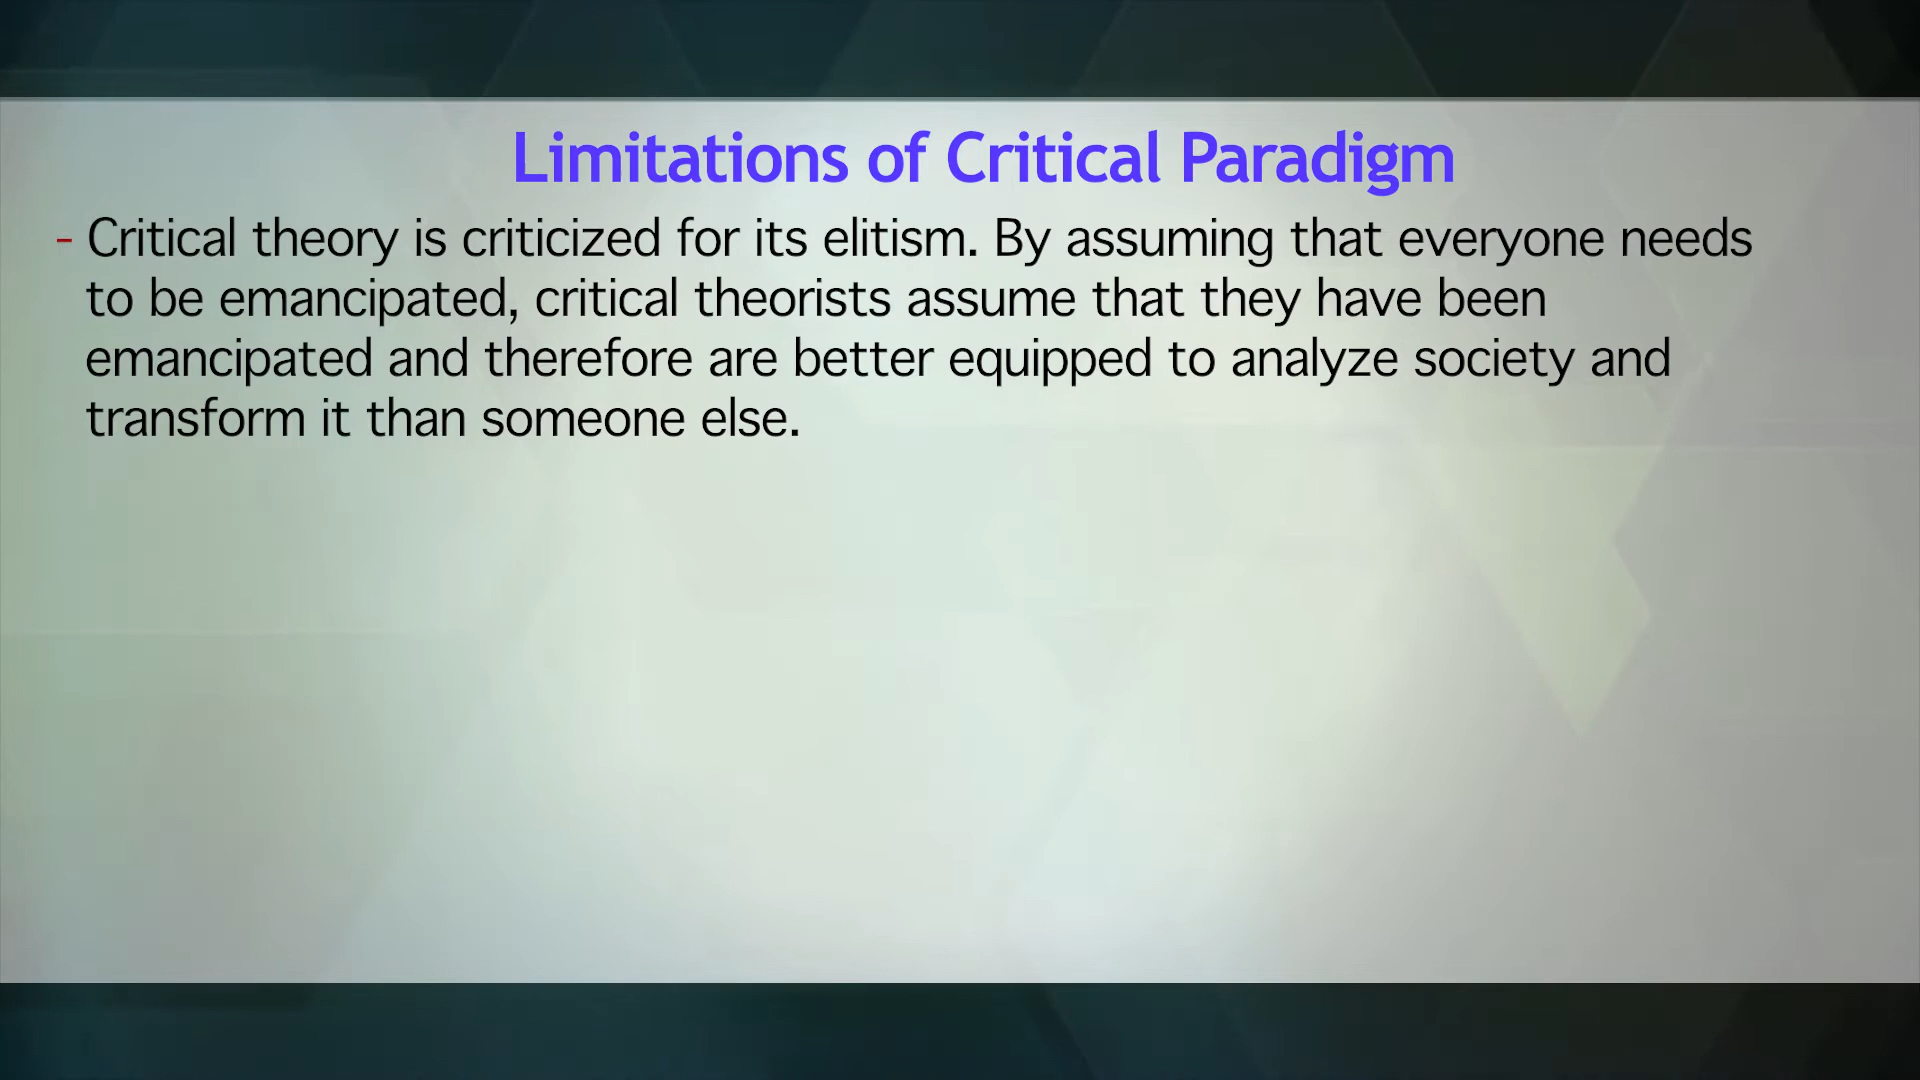 Limitations of Critical Paradigm
- Critical theory is criticized for its elitism. By assuming that everyone needs
to be emancipated, critical theorists assume that they have been
emancipated and therefore are better equipped to analyze society and
transform it than someone else.